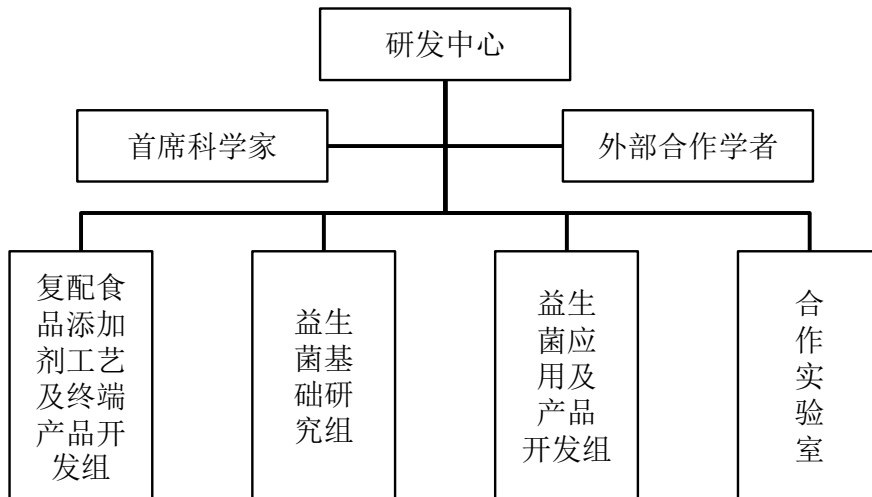 研发中心
首席科学家
外部合作学者
复配食
品添加
剂工艺
及终端
产品开
发组
益生
菌基
础研
究组
益生
菌应
用及
产品
开发组
合
作
实
验
室